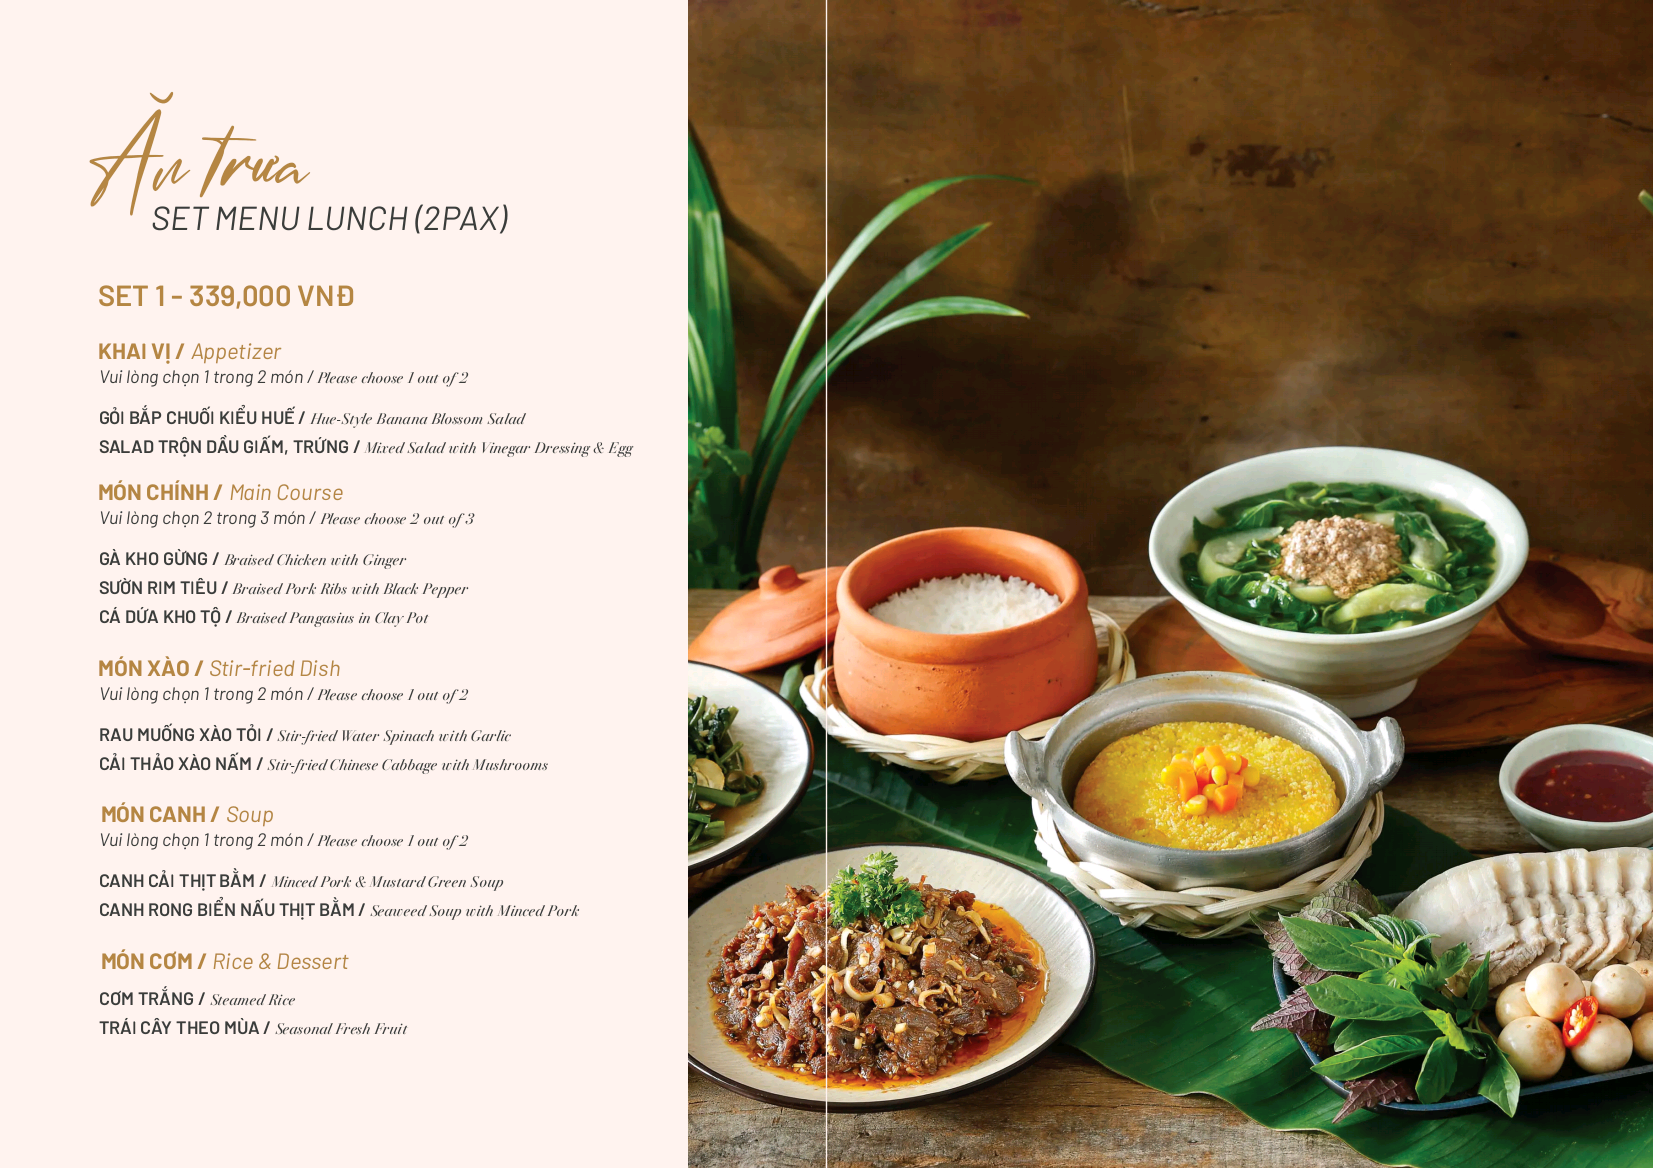 Ăn Trưa
SET MENU LUNCH (2PAX)
SET 1 - 339,000 VNĐ
KHAI VỊ / Appetizer
Vui lòng chọn 1 trong 2 món / Please choose 1 out of 2
GỎI BẮP CHUỐI KIỂU HUẾ / Hue-Style Banana Blossom Salad
SALAD TRỘN DẦU GIẤM, TRỨNG / Mixed Salad with Vinegar Dressing & Egg
MÓN CHÍNH / Main Course
Vui lòng chọn 2 trong 3 món / Please choose 2 out of 3
GÀ KHO GỪNG / Braised Chicken with Ginger
SƯỜN RIM TIÊU / Braised Pork Ribs with Black Pepper
CÁ DỨA KHO TỘ / Braised Pangasius in Clay Pot
MÓN XÀO / Stir-fried Dish
Vui lòng chọn 1 trong 2 món / Please choose 1 out of 2
RAU MUỐNG XÀO TỎI / Stir-fried Water Spinach with Garlic
CẢI THẢO XÀO NẤM / Stir-fried Chinese Cabbage with Mushrooms
MÓN CANH / Soup
Vui lòng chọn 1 trong 2 món / Please choose 1 out of 2
CANH CẢI THỊT BẰM / Minced Pork & Mustard Green Soup
CANH RONG BIỂN NẤU THỊT BẰM / Seaweed Soup with Minced Pork
MÓN CƠM / Rice & Dessert
CƠM TRẮNG / Steamed Rice
TRÁI CÂY THEO MÙA / Seasonal Fresh Fruit